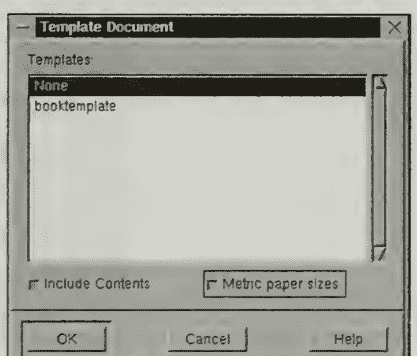 Template Document
Templates:
None
booktemplate
Include Contents
Metric paper sizes
OK
Cancel
Help